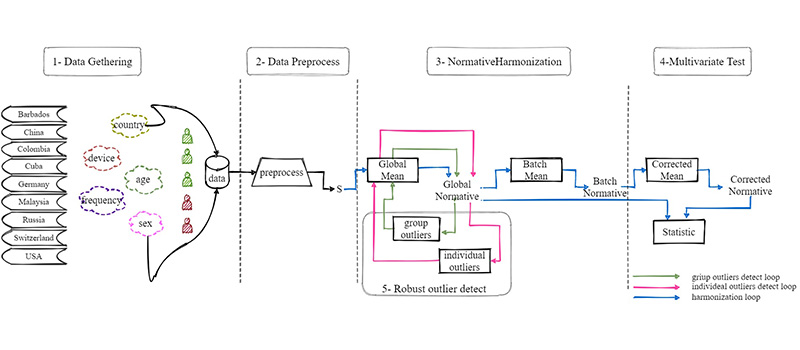 1- Data Gethering
2- Data Preprocess
3- NormativeHarmonization
4-Multivariate Test
Barbados
China
Colombia
Cuba
Germany
Malaysia
Russia
Switzerland
USA
country
device
age
frequency
sex
data
preprocess
S
Global
Mean
Global
Normative
Batch
Mean
Batch
Normative
Corrected
Mean
Corrected
Normative
Statistic
group
outliers
individual
outliers
5- Robust outlier detect
griup outliers detect loop
individeal outliers detect loop
harmonization loop